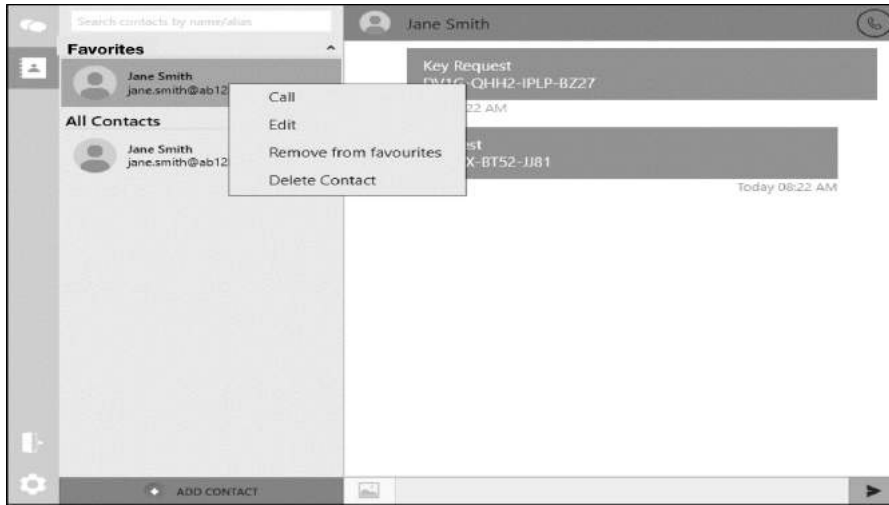 Search contacts by name/alias
Favorites
Jane Smith
jane.smith@ab12
All Contacts
Jane Smith
jane.smith@ab12
ADD CONTACT
Call
Edit
Remove from favourites
Delete Contact
Jane Smith
Key Request
DV1G-QHH2-IPLP-BZ27
22 AM
est
X-BT52-JJ81
Today 08:22 AM